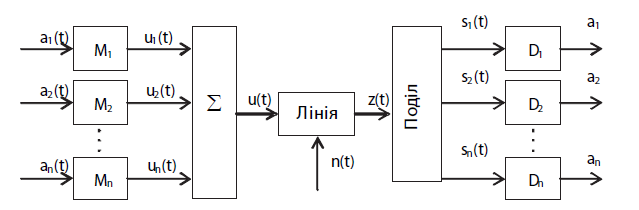 a₁(t) M₁ u₁(t) s₁(t) D₁ a₁
a₂(t) M₂ u₂(t) Σ u(t) Лінія z(t) Поділ s₂(t) D₂ a₂
n(t)
aₙ(t) Mₙ uₙ(t) sₙ(t) Dₙ aₙ